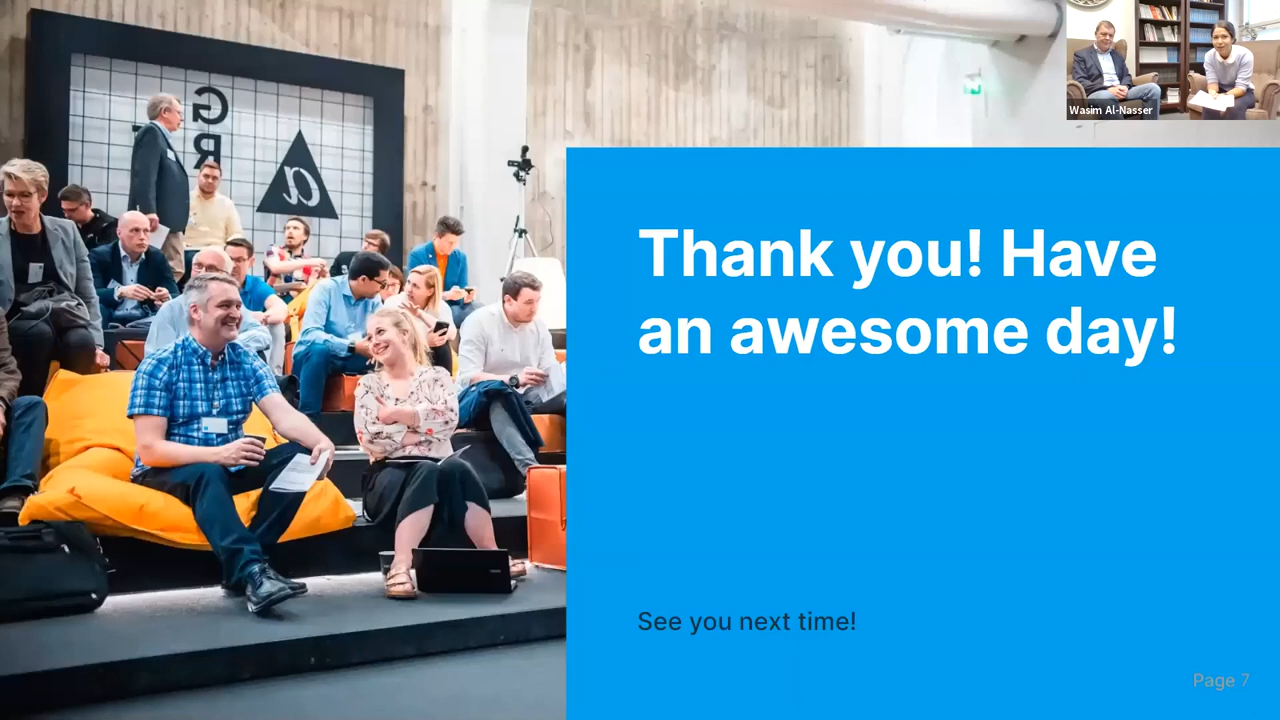 G
R
a
Wasim Al-Nasser
Thank you! Have
an awesome day!
See you next time!
Page 7